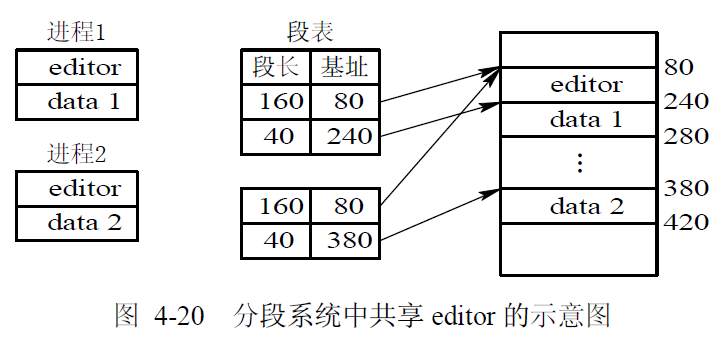 进程1
editor
data 1
进程2
editor
data 2
段表
段长 基址
160 80
40 240
160 80
40 380
80
editor
240
data 1
280
⋮
380
data 2
420
图 4-20 分段系统中共享 editor 的示意图